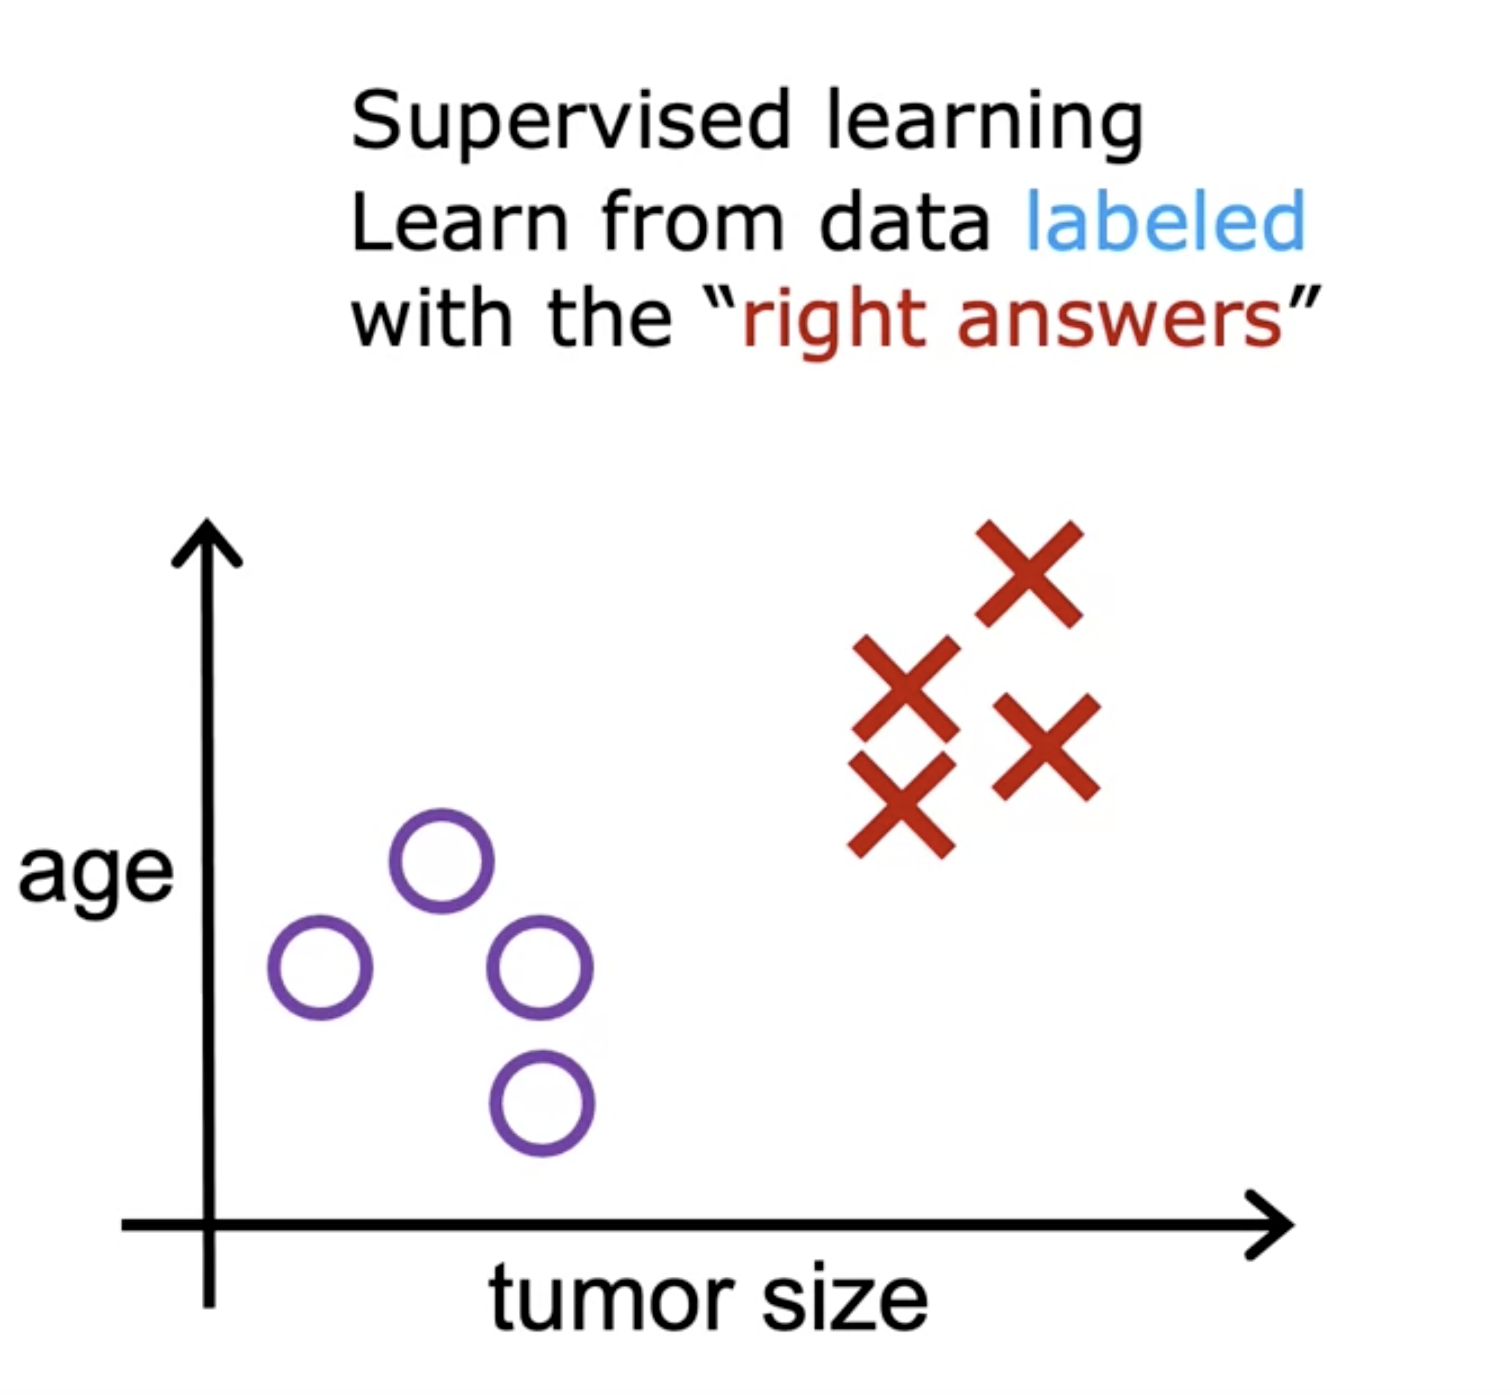 Supervised learning
Learn from data labeled
with the “right answers”
age
tumor size